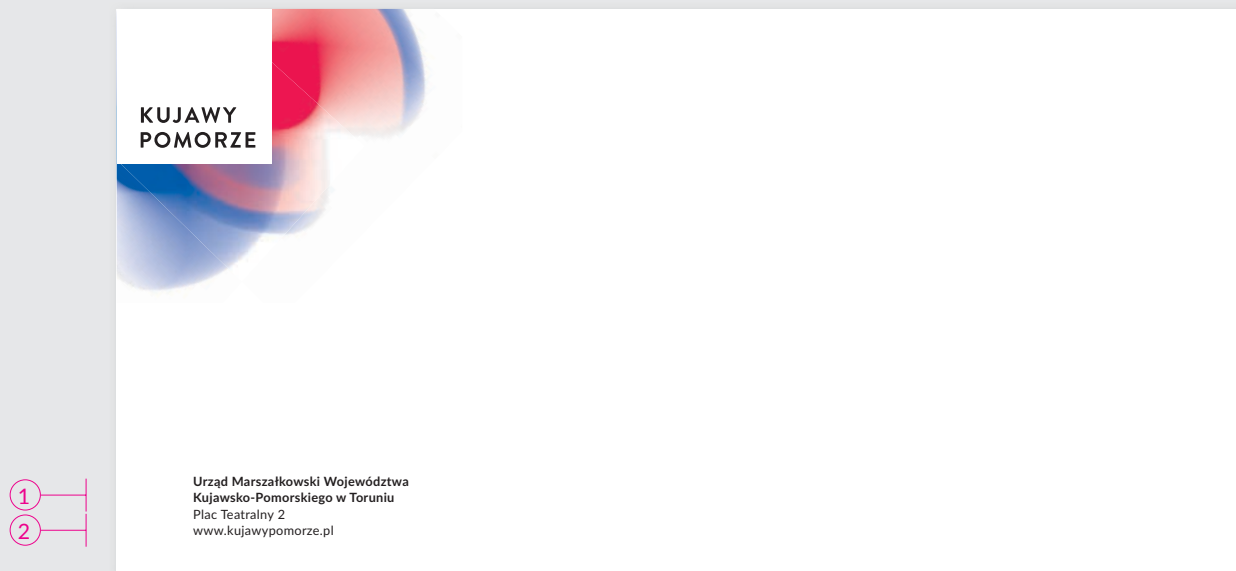 KUJAWY
POMORZE
Urząd Marszałkowski Województwa
Kujawsko-Pomorskiego w Toruniu
Plac Teatralny 2
www.kujawypomorze.pl
1
2